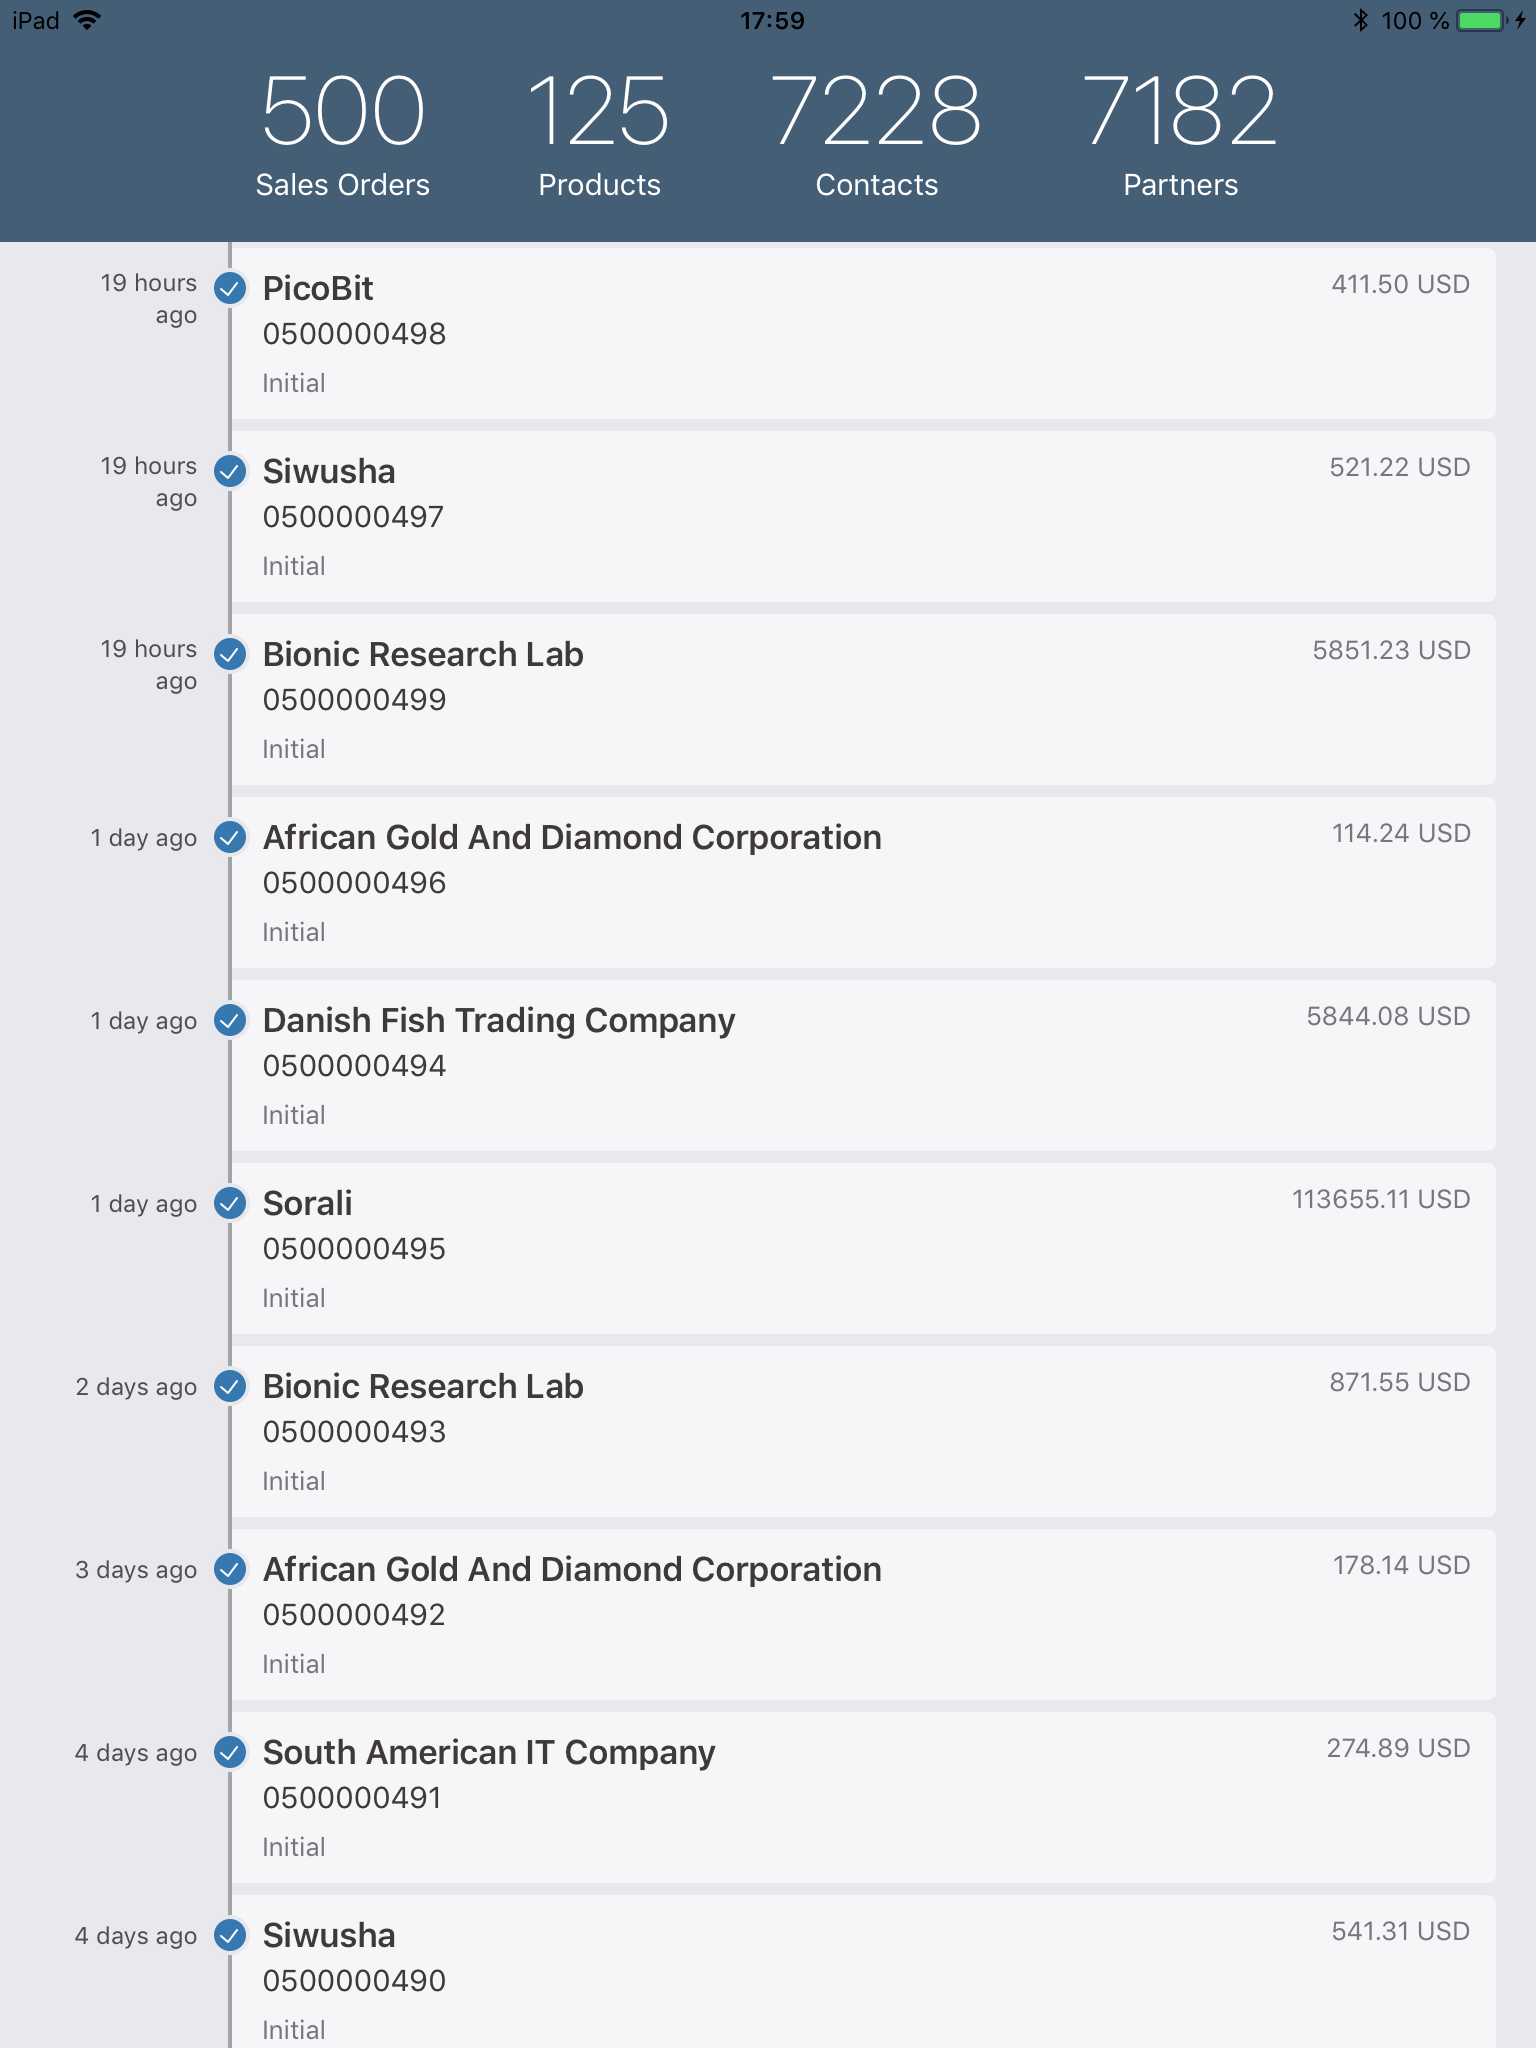 iPad 17:59 100 %
500 125 7228 7182
Sales Orders Products Contacts Partners
19 hours ago PicoBit 411.50 USD
0500000498
Initial
19 hours ago Siwusha 521.22 USD
0500000497
Initial
19 hours ago Bionic Research Lab 5851.23 USD
0500000499
Initial
1 day ago African Gold And Diamond Corporation 114.24 USD
0500000496
Initial
1 day ago Danish Fish Trading Company 5844.08 USD
0500000494
Initial
1 day ago Sorali 113655.11 USD
0500000495
Initial
2 days ago Bionic Research Lab 871.55 USD
0500000493
Initial
3 days ago African Gold And Diamond Corporation 178.14 USD
0500000492
Initial
4 days ago South American IT Company 274.89 USD
0500000491
Initial
4 days ago Siwusha 541.31 USD
0500000490
Initial